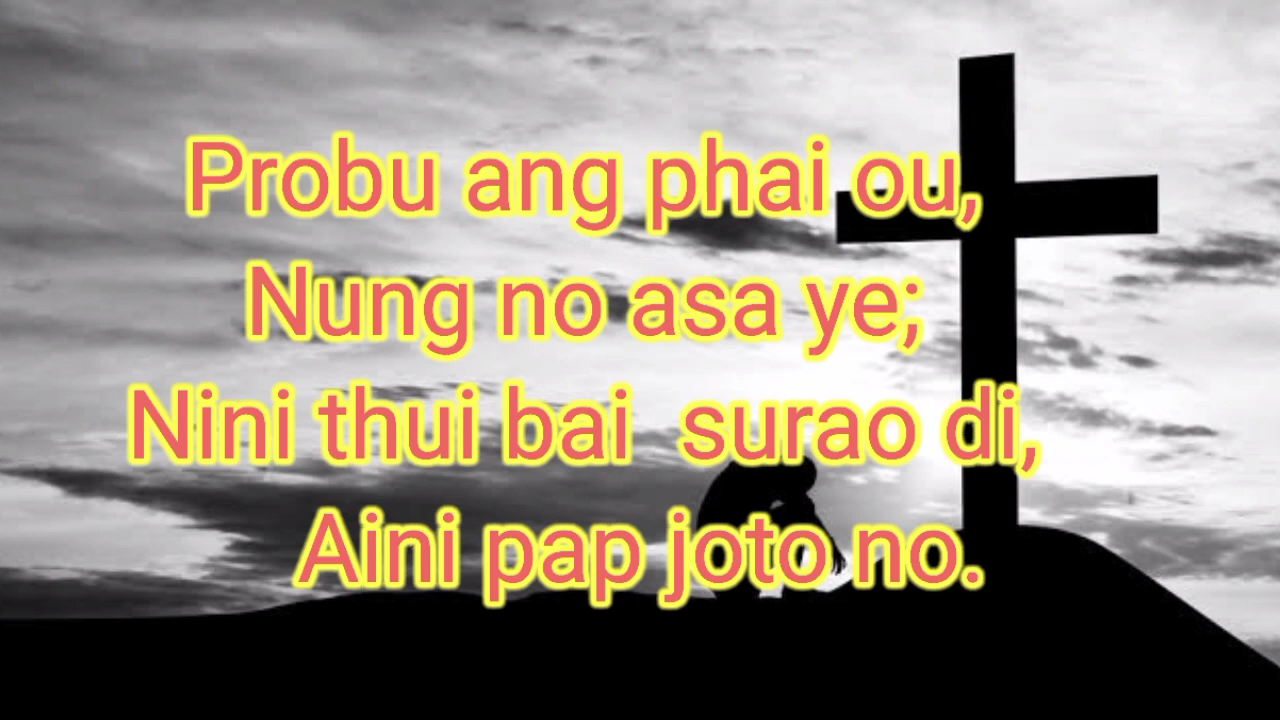 Probu ang phai ou,
Nung no asa ye;
Nini thui bai surao di,
Aini pap joto no.